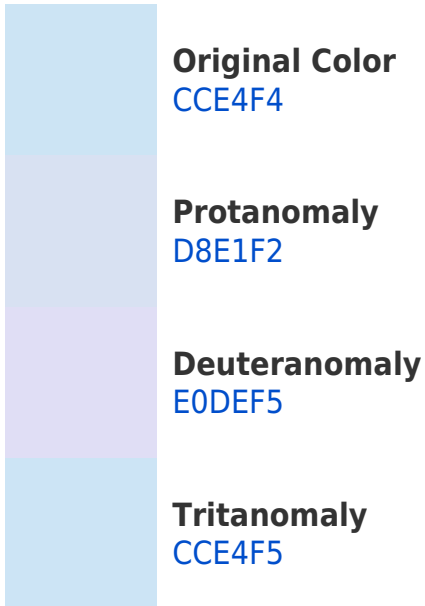 Original Color
CCE4F4
Protanomaly
D8E1F2
Deuteranomaly
E0DEF5
Tritanomaly
CCE4F5